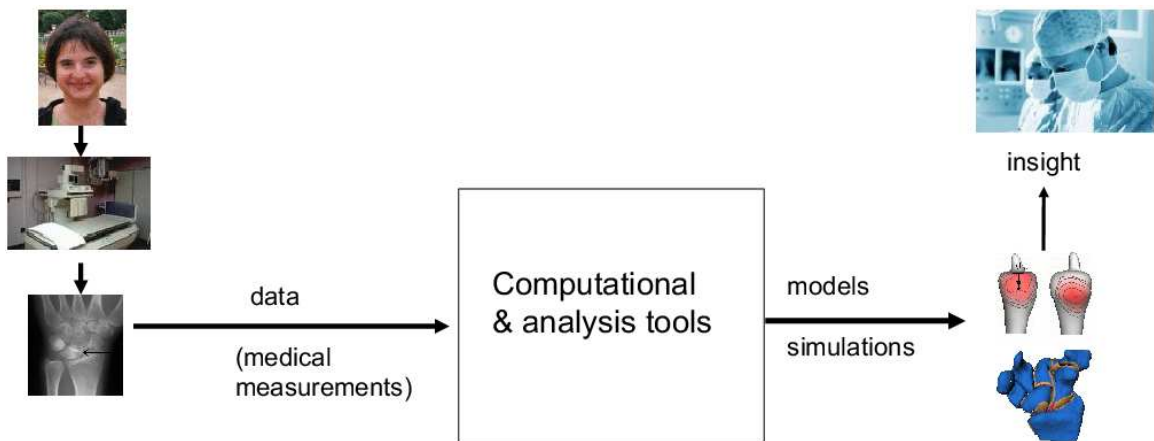 data
(medical
measurements)
Computational
& analysis tools
models
simulations
insight